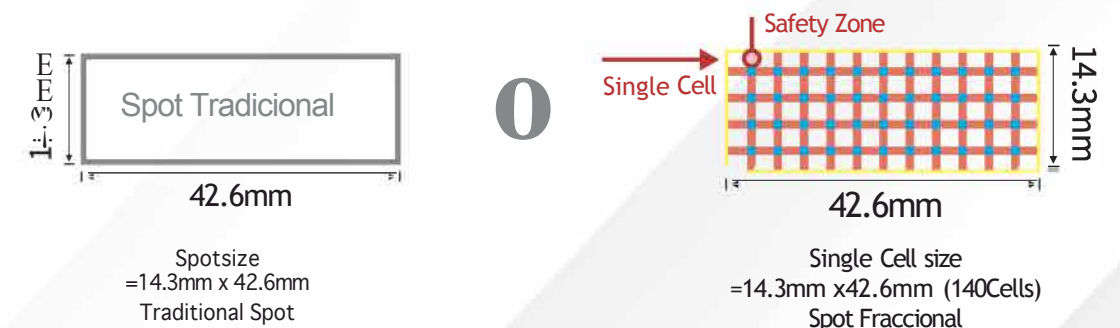 Spot Tradicional
42.6mm
Spotsize
=14.3mm x 42.6mm
Traditional Spot
0
Safety Zone
Single Cell
14.3mm
42.6mm
Single Cell size
=14.3mm x42.6mm (140Cells)
Spot Fraccional